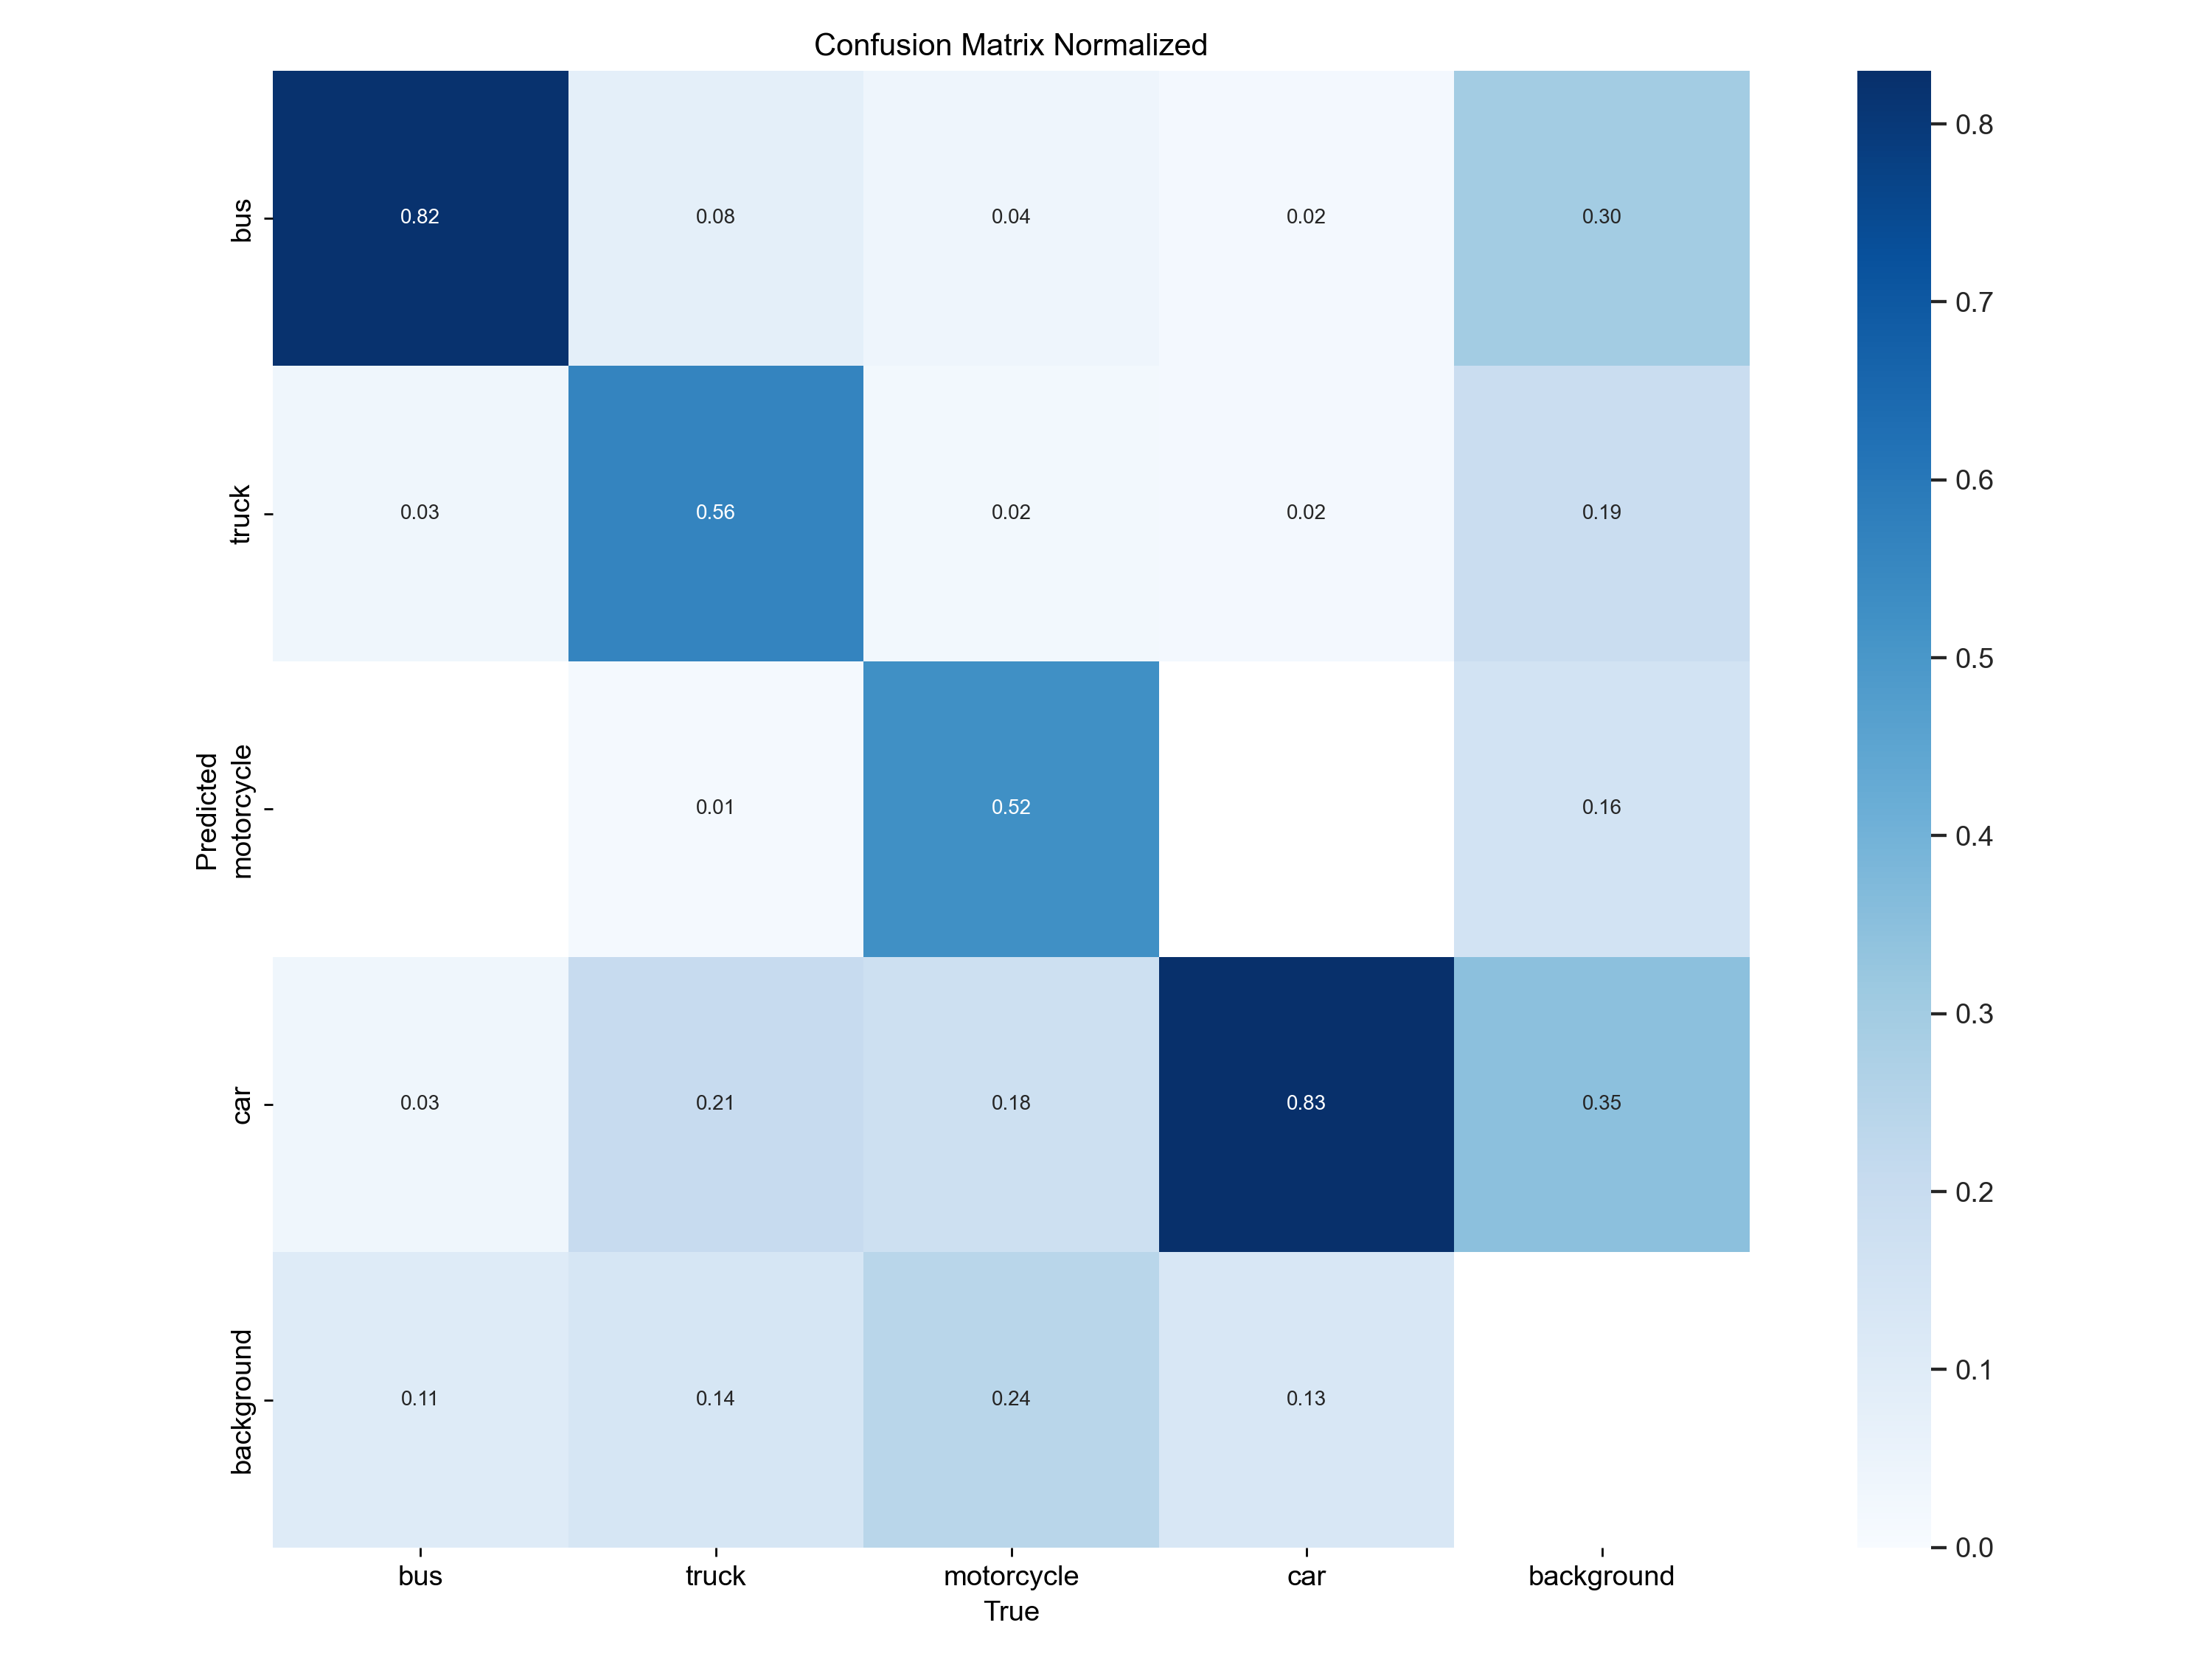 Confusion Matrix Normalized
bus
0.82 0.08 0.04 0.02 0.30
truck
0.03 0.56 0.02 0.02 0.19
Predicted
motorcycle
0.01 0.52 0.16
car
0.03 0.21 0.18 0.83 0.35
background
0.11 0.14 0.24 0.13
bus truck motorcycle car background
True
0.8
0.7
0.6
0.5
0.4
0.3
0.2
0.1
0.0